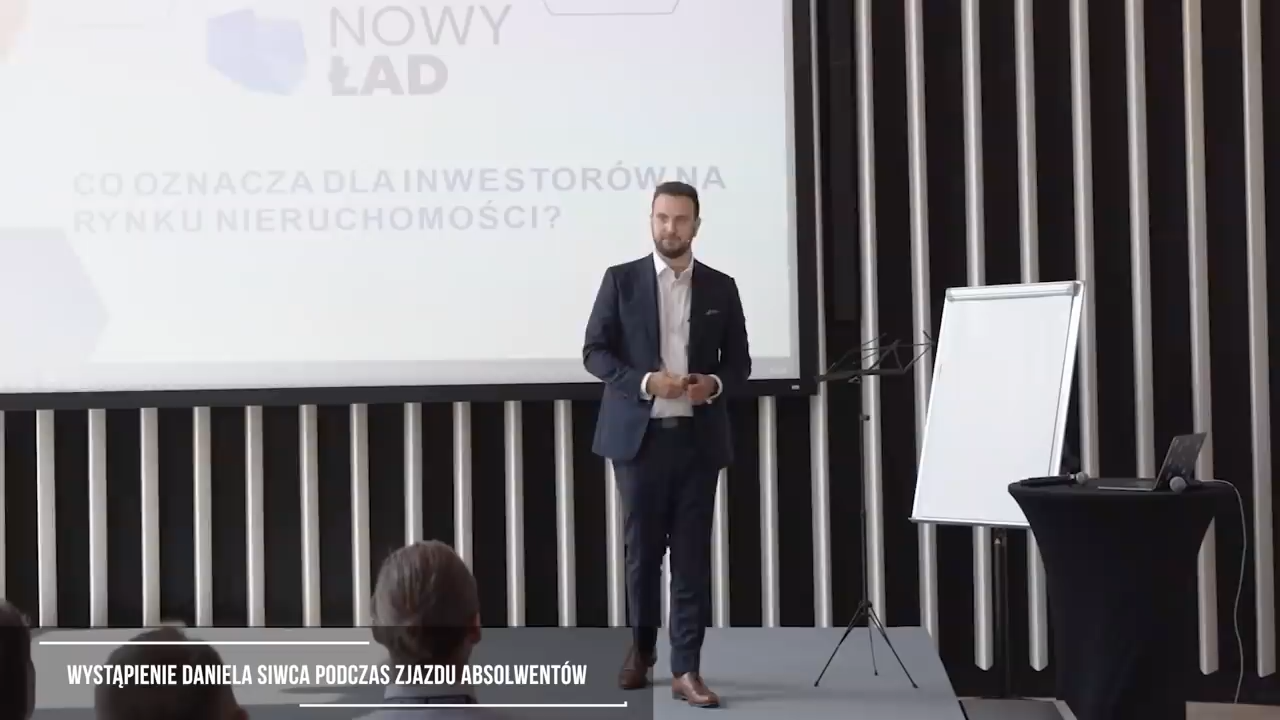 NOWY
ŁAD
CO OZNACZA DLA INWESTORÓW NA
RYNKU NIERUCHOMOŚCI?
WYSTĄPIENIE DANIELA SIWCA PODCZAS ZJAZDU ABSOLWENTÓW